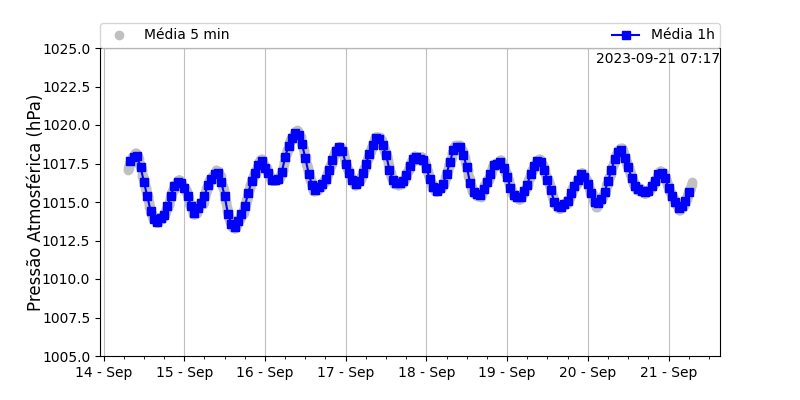 Média 5 min
Média 1h
2023-09-21 07:17
Pressão Atmosférica (hPa)
1025.0
1022.5
1020.0
1017.5
1015.0
1012.5
1010.0
1007.5
1005.0
14 - Sep
15 - Sep
16 - Sep
17 - Sep
18 - Sep
19 - Sep
20 - Sep
21 - Sep